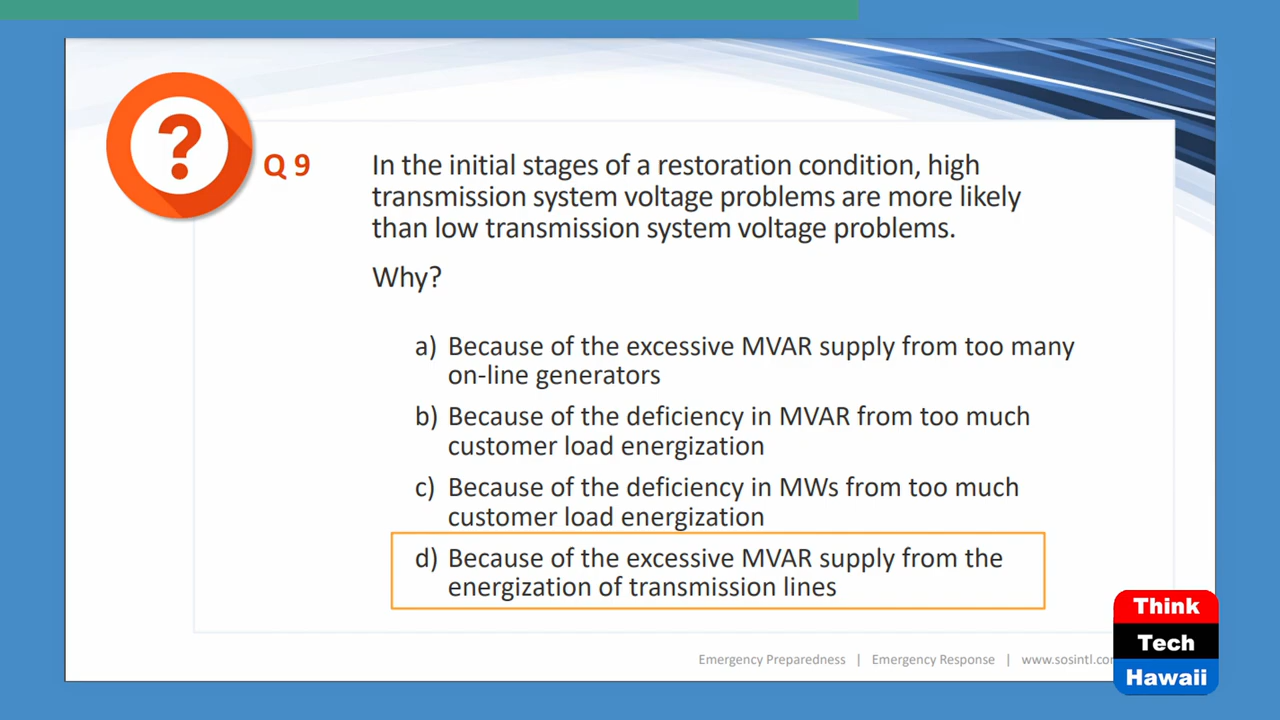 ?
Q 9
In the initial stages of a restoration condition, high
transmission system voltage problems are more likely
than low transmission system voltage problems.
Why?
a) Because of the excessive MVAR supply from too many
on-line generators
b) Because of the deficiency in MVAR from too much
customer load energization
c) Because of the deficiency in MWs from too much
customer load energization
d) Because of the excessive MVAR supply from the
energization of transmission lines
Emergency Preparedness | Emergency Response | www.sosintl.com
Think
Tech
Hawaii